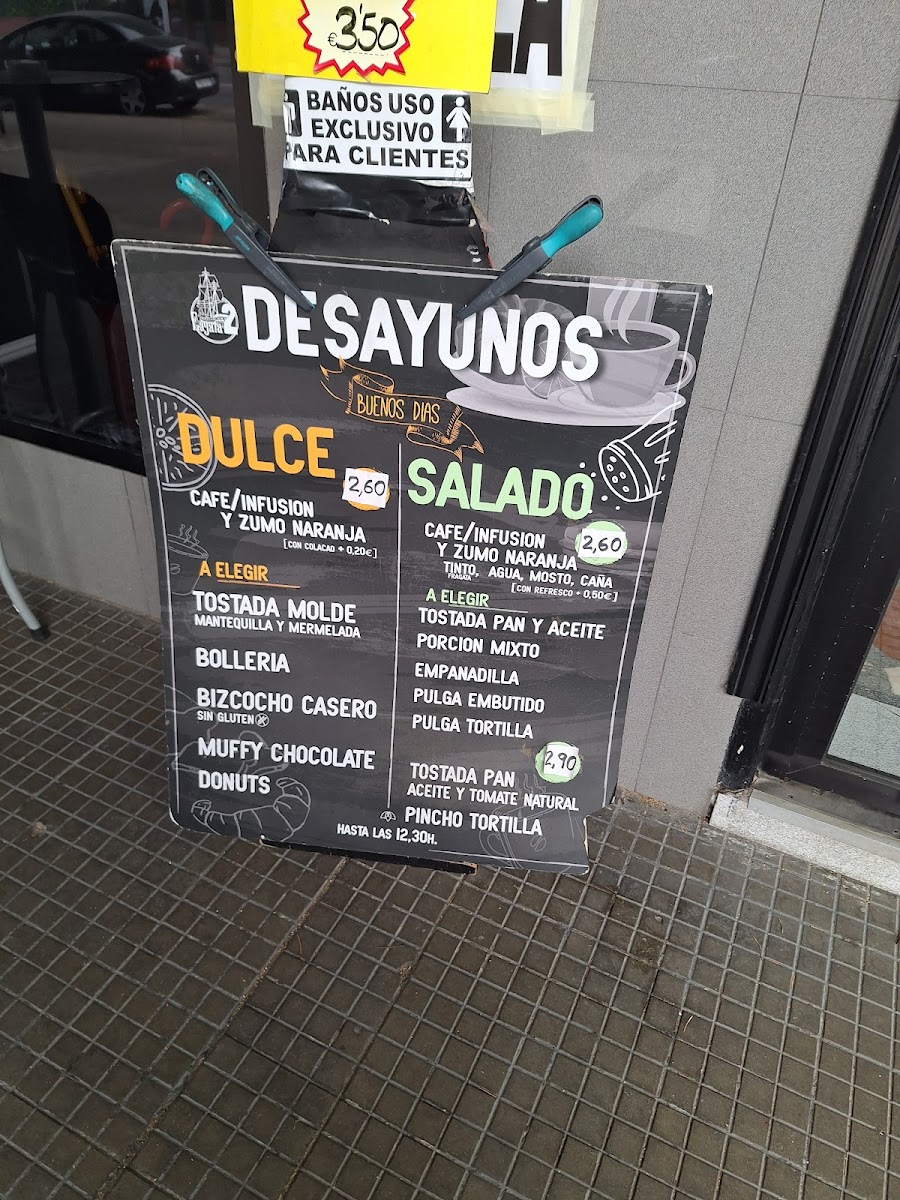 €3'50
LA
BAÑOS USO
EXCLUSIVO
PARA CLIENTES
2
DESAYUNOS
BUENOS DIAS
DULCE
2,60
CAFE/INFUSION
Y ZUMO NARANJA
[CON COLACAO + 0,20€]
A ELEGIR
TOSTADA MOLDE
MANTEQUILLA Y MERMELADA
BOLLERIA
BIZCOCHO CASERO
SIN GLUTEN
MUFFY CHOCOLATE
DONUTS
SALADO
2,60
CAFE/INFUSION
Y ZUMO NARANJA
TINTO, AGUA, MOSTO, CAÑA
FRAGATA
[CON REFRESCO + 0,50€]
A ELEGIR
TOSTADA PAN Y ACEITE
PORCION MIXTO
EMPANADILLA
PULGA EMBUTIDO
PULGA TORTILLA
2,90
TOSTADA PAN
ACEITE Y TOMATE NATURAL
PINCHO TORTILLA
HASTA LAS 12,30H.